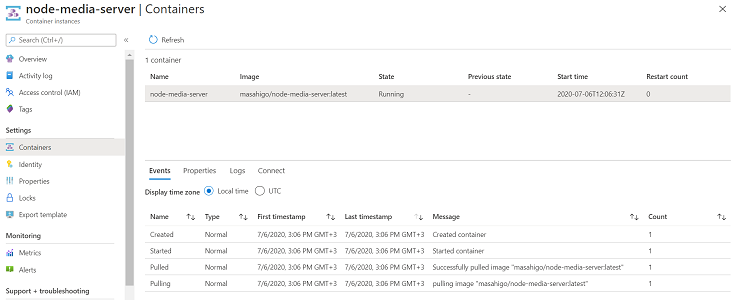 node-media-server | Containers
Container instances
Search (Ctrl+/)
«
Overview
Activity log
Access control (IAM)
Tags
Settings
Containers
Identity
Properties
Locks
Export template
Monitoring
Metrics
Alerts
Support + troubleshooting
Refresh
1 container
Name Image State Previous state Start time Restart count
node-media-server masahigo/node-media-server:latest Running - 2020-07-06T12:06:31Z 0
Events Properties Logs Connect
Display time zone Local time UTC
Name Type First timestamp Last timestamp Message Count
Created Normal 7/6/2020, 3:06 PM GMT+3 7/6/2020, 3:06 PM GMT+3 Created container 1
Started Normal 7/6/2020, 3:06 PM GMT+3 7/6/2020, 3:06 PM GMT+3 Started container 1
Pulled Normal 7/6/2020, 3:06 PM GMT+3 7/6/2020, 3:06 PM GMT+3 Successfully pulled image "masahigo/node-media-server:latest" 1
Pulling Normal 7/6/2020, 3:06 PM GMT+3 7/6/2020, 3:06 PM GMT+3 pulling image "masahigo/node-media-server:latest" 1